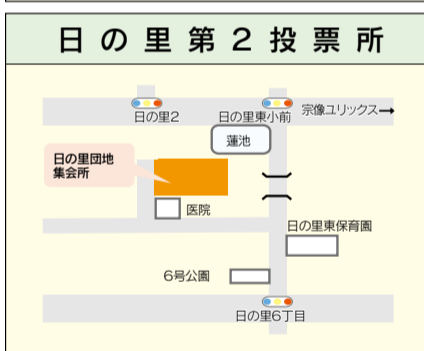 日の里第2投票所
日の里2
日の里東小前
宗像ユリックス→
蓮池
日の里団地
集会所
医院
日の里東保育園
6号公園
日の里6丁目